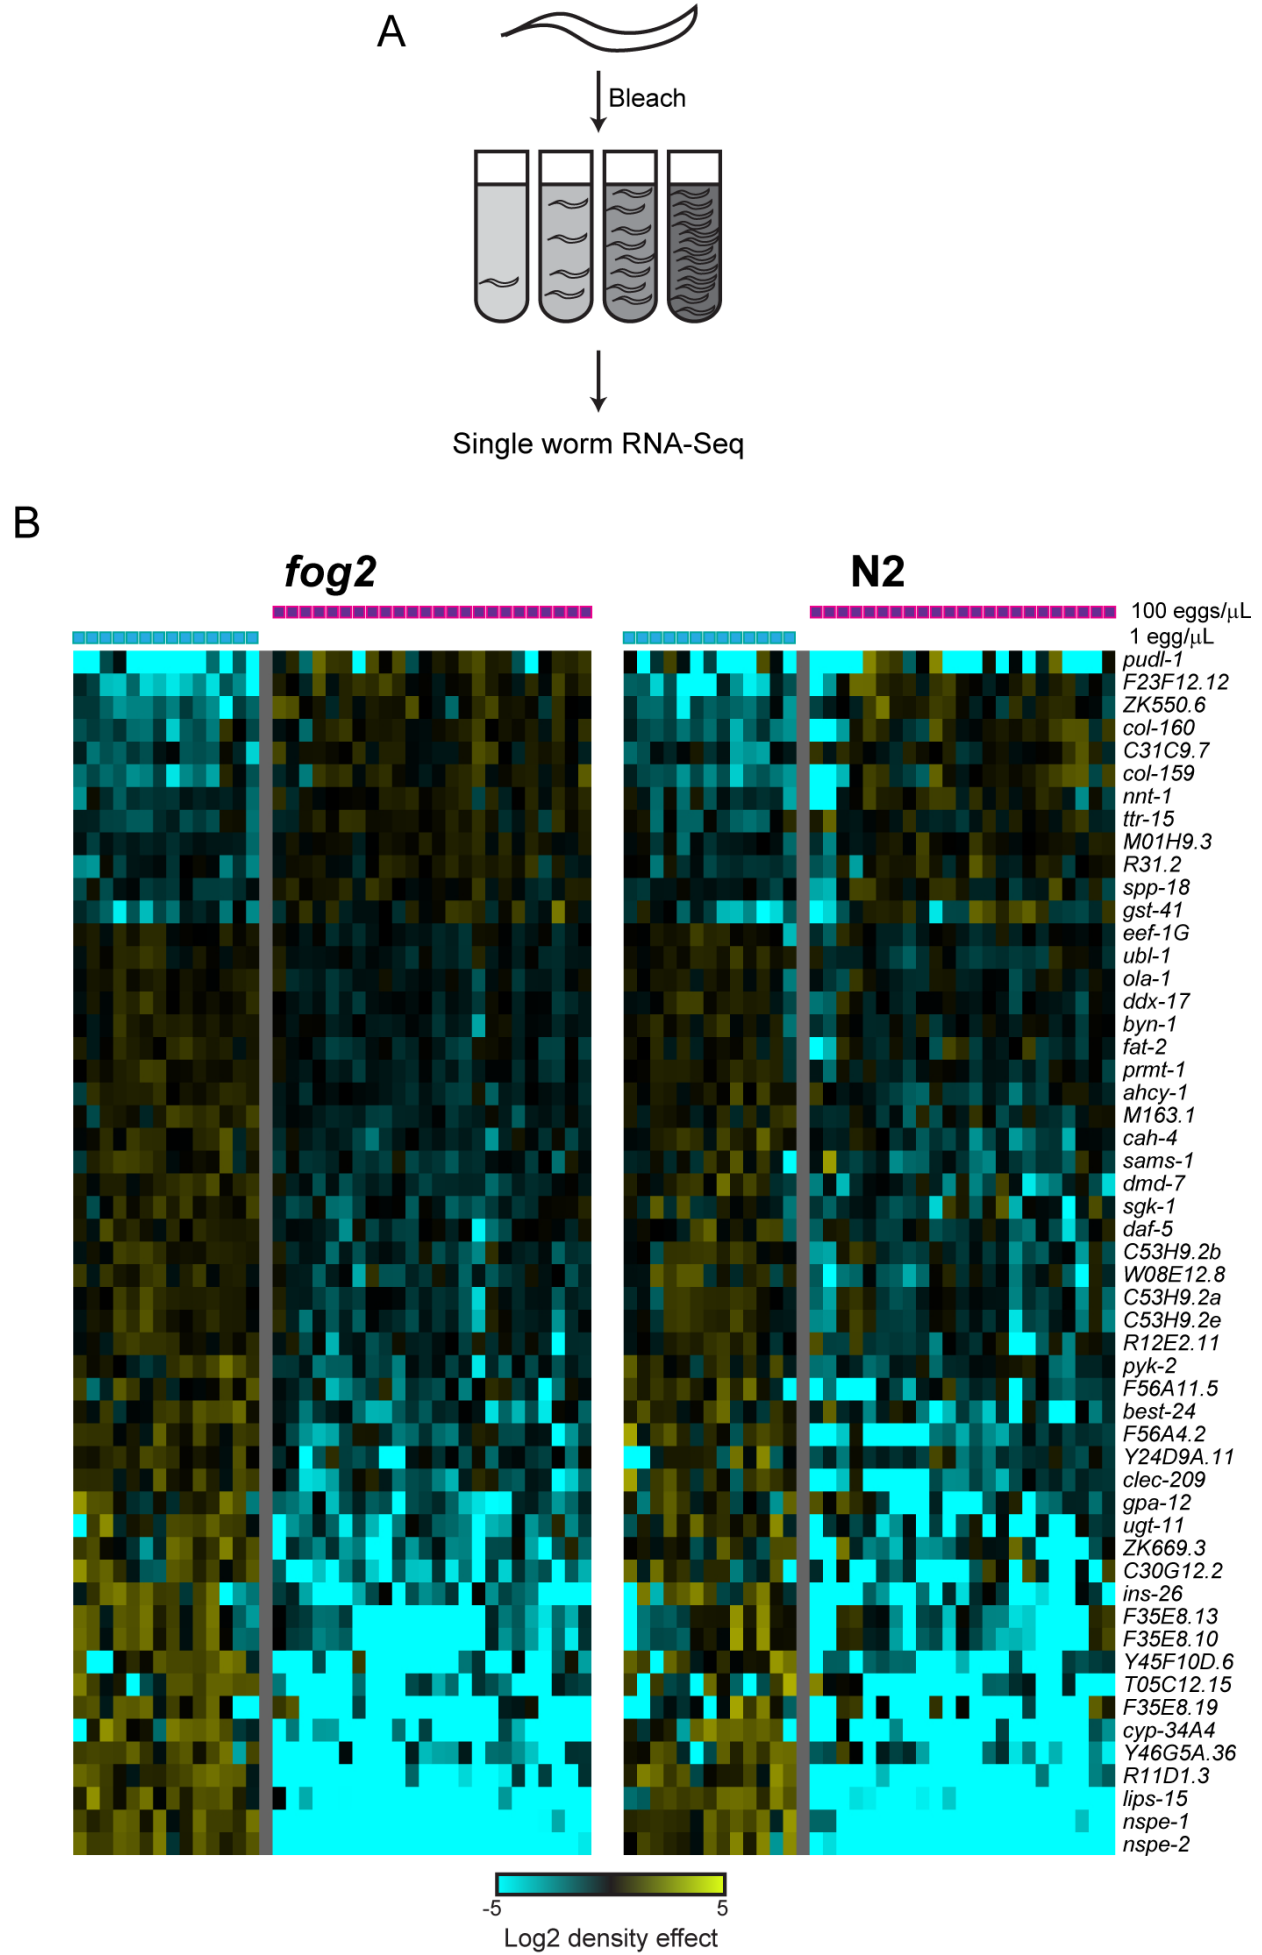 A
Bleach
Single worm RNA-Seq
B
fog2
N2
100 eggs/μL
1 egg/μL
pudl-1
F23F12.12
ZK550.6
col-160
C31C9.7
col-159
nnt-1
ttr-15
M01H9.3
R31.2
spp-18
gst-41
eef-1G
ubl-1
ola-1
ddx-17
byn-1
fat-2
prmt-1
ahcy-1
M163.1
cah-4
sams-1
dmd-7
sgk-1
daf-5
C53H9.2b
W08E12.8
C53H9.2a
C53H9.2e
R12E2.11
pyk-2
F56A11.5
best-24
F56A4.2
Y24D9A.11
clec-209
gpa-12
ugt-11
ZK669.3
C30G12.2
ins-26
F35E8.13
F35E8.10
Y45F10D.6
T05C12.15
F35E8.19
cyp-34A4
Y46G5A.36
R11D1.3
lips-15
nspe-1
nspe-2
-5 5
Log2 density effect